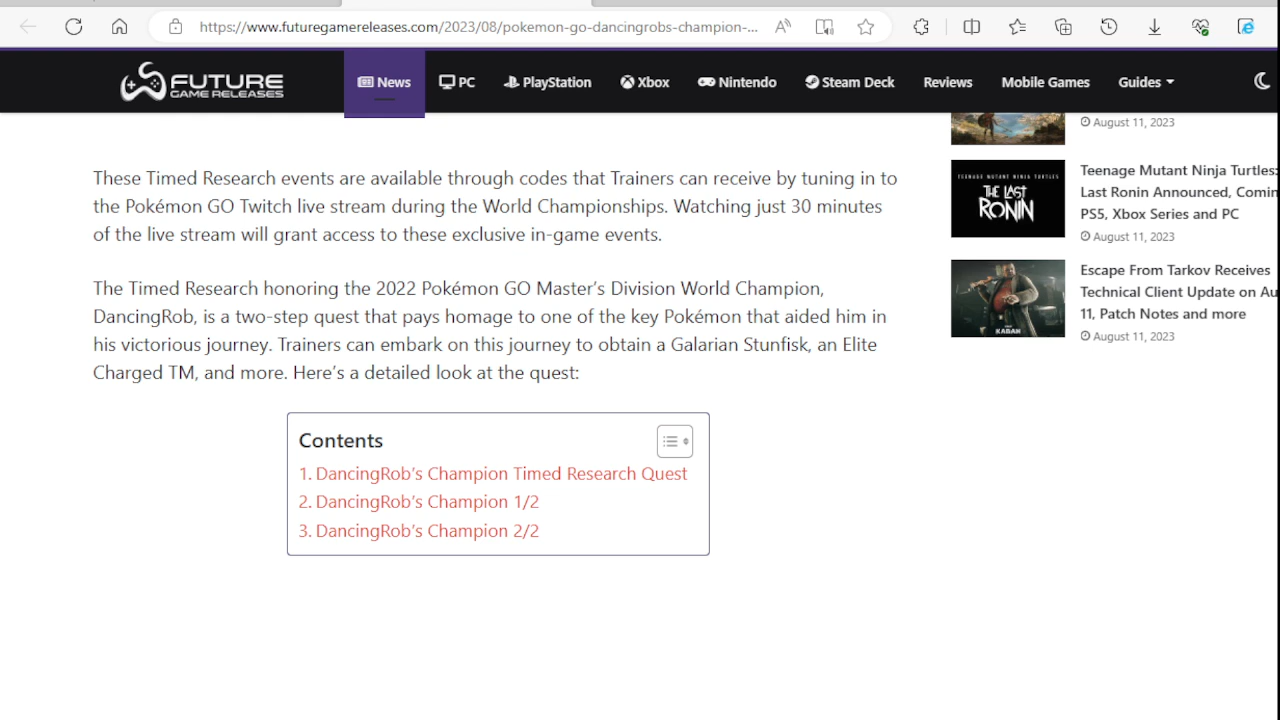 https://www.futuregamereleases.com/2023/08/pokemon-go-dancingrobs-champion-...
FUTURE
GAME RELEASES
News
PC
PlayStation
Xbox
Nintendo
Steam Deck
Reviews
Mobile Games
Guides
These Timed Research events are available through codes that Trainers can receive by tuning in to
the Pokémon GO Twitch live stream during the World Championships. Watching just 30 minutes
of the live stream will grant access to these exclusive in-game events.
The Timed Research honoring the 2022 Pokémon GO Master's Division World Champion,
DancingRob, is a two-step quest that pays homage to one of the key Pokémon that aided him in
his victorious journey. Trainers can embark on this journey to obtain a Galarian Stunfisk, an Elite
Charged TM, and more. Here's a detailed look at the quest:
Contents
1. DancingRob's Champion Timed Research Quest
2. DancingRob's Champion 1/2
3. DancingRob's Champion 2/2
August 11, 2023
TEENAGE MUTANT NINJA TURTLES
THE LAST
RONIN
Teenage Mutant Ninja Turtles:
Last Ronin Announced, Comin
PS5, Xbox Series and PC
August 11, 2023
KABAN
Escape From Tarkov Receives
Technical Client Update on Au
11, Patch Notes and more
August 11, 2023